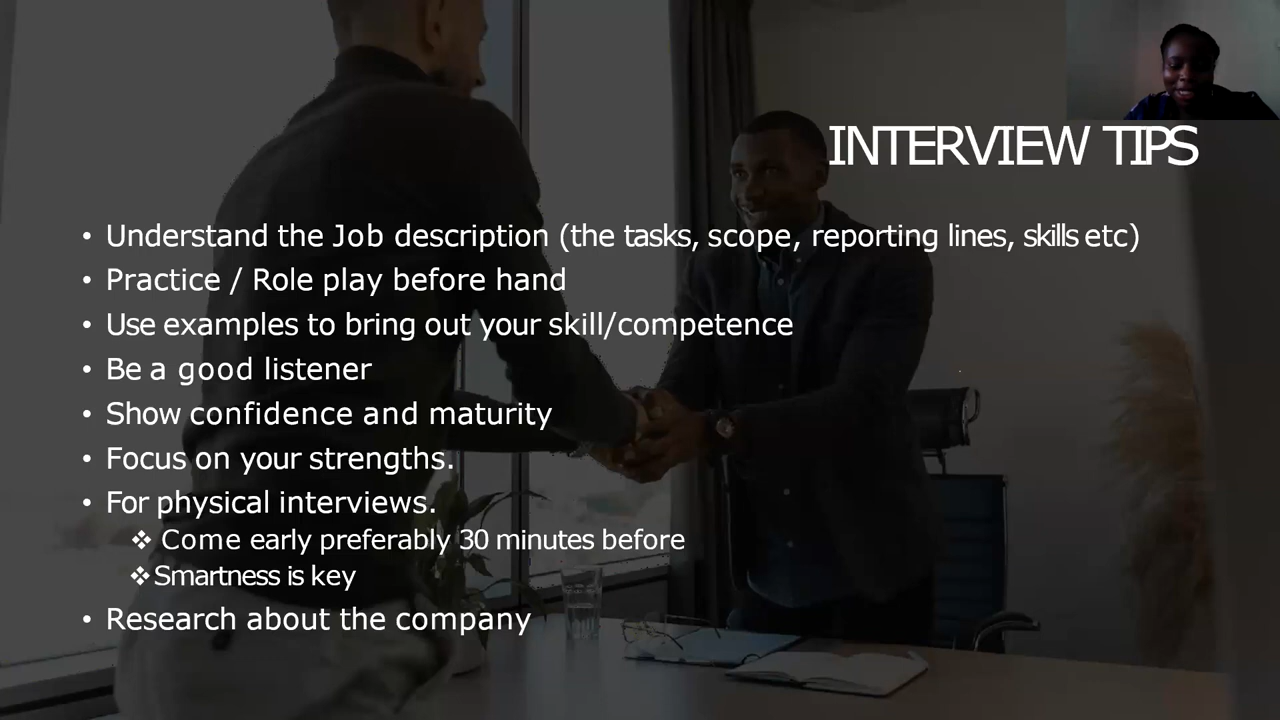 INTERVIEW TIPS
• Understand the Job description (the tasks, scope, reporting lines, skills etc)
• Practice / Role play before hand
• Use examples to bring out your skill/competence
• Be a good listener
• Show confidence and maturity
• Focus on your strengths.
• For physical interviews.
❖ Come early preferably 30 minutes before
❖ Smartness is key
• Research about the company